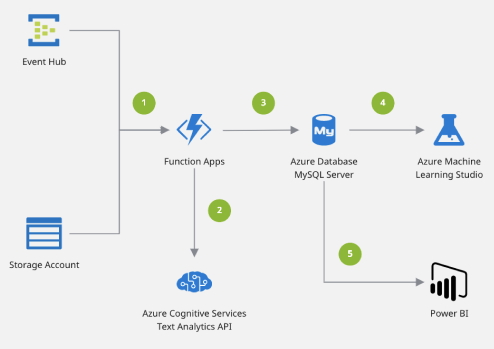 Event Hub
1
3
4
My
Function Apps
Azure Database
MySQL Server
Azure Machine
Learning Studio
2
Storage Account
5
Azure Cognitive Services
Text Analytics API
Power BI